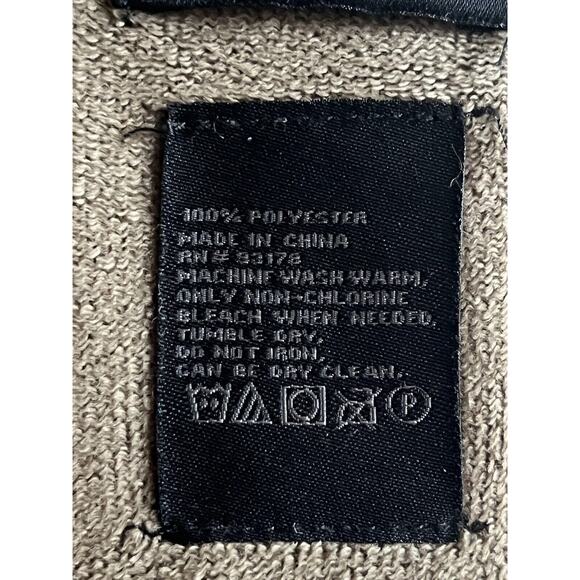 100% POLYESTER
MADE IN CHINA
RN# 93178
MACHINE WASH WARM,
ONLY NON-CHLORINE
BLEACH WHEN NEEDED,
TUMBLE DRY,
DO NOT IRON,
CAN BE DRY CLEAN.
P